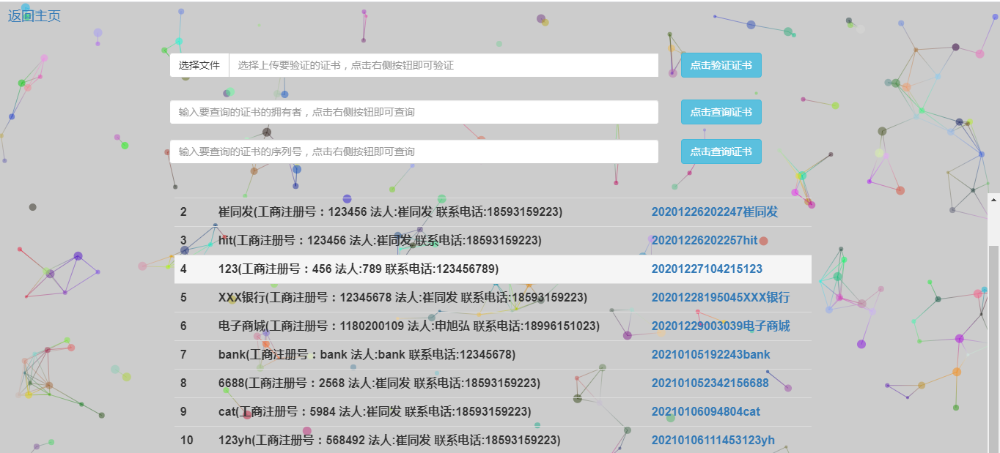 返回主页
选择文件 选择上传要验证的证书，点击右侧按钮即可验证 点击验证证书
输入要查询的证书的拥有者，点击右侧按钮即可查询 点击查询证书
输入要查询的证书的序列号，点击右侧按钮即可查询 点击查询证书
2 崔同发(工商注册号：123456 法人:崔同发 联系电话:18593159223) 20201226202247崔同发
3 hit(工商注册号：123456 法人:崔同发 联系电话:18593159223) 20201226202257hit
4 123(工商注册号：456 法人:789 联系电话:123456789) 20201227104215123
5 XXX银行(工商注册号：12345678 法人:崔同发 联系电话:18593159223) 20201228195045XXX银行
6 电子商城(工商注册号：1180200109 法人:申旭弘 联系电话:18996151023) 20201229003039电子商城
7 bank(工商注册号：bank 法人:bank 联系电话:12345678) 20210105192243bank
8 6688(工商注册号：2568 法人:崔同发 联系电话:18593159223) 202101052342156688
9 cat(工商注册号：5984 法人:崔同发 联系电话:18593159223) 20210106094804cat
10 123yh(工商注册号：568492 法人:崔同发 联系电话:18593159223) 20210106111453123yh